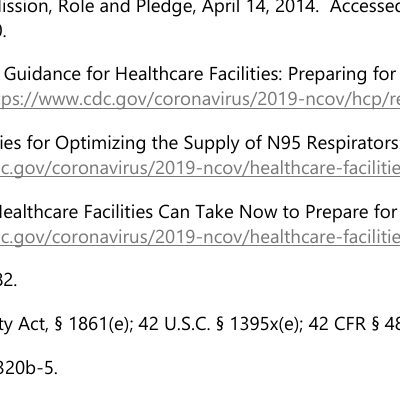 ission, Role and Pledge, April 14, 2014. Accessed
).
Guidance for Healthcare Facilities: Preparing for
ps://www.cdc.gov/coronavirus/2019-ncov/hcp/re
ies for Optimizing the Supply of N95 Respirators:
c.gov/coronavirus/2019-ncov/healthcare-facilitie
Healthcare Facilities Can Take Now to Prepare for
c.gov/coronavirus/2019-ncov/healthcare-facilitie
32.
ty Act, § 1861(e); 42 U.S.C. § 1395x(e); 42 CFR § 48
320b-5.